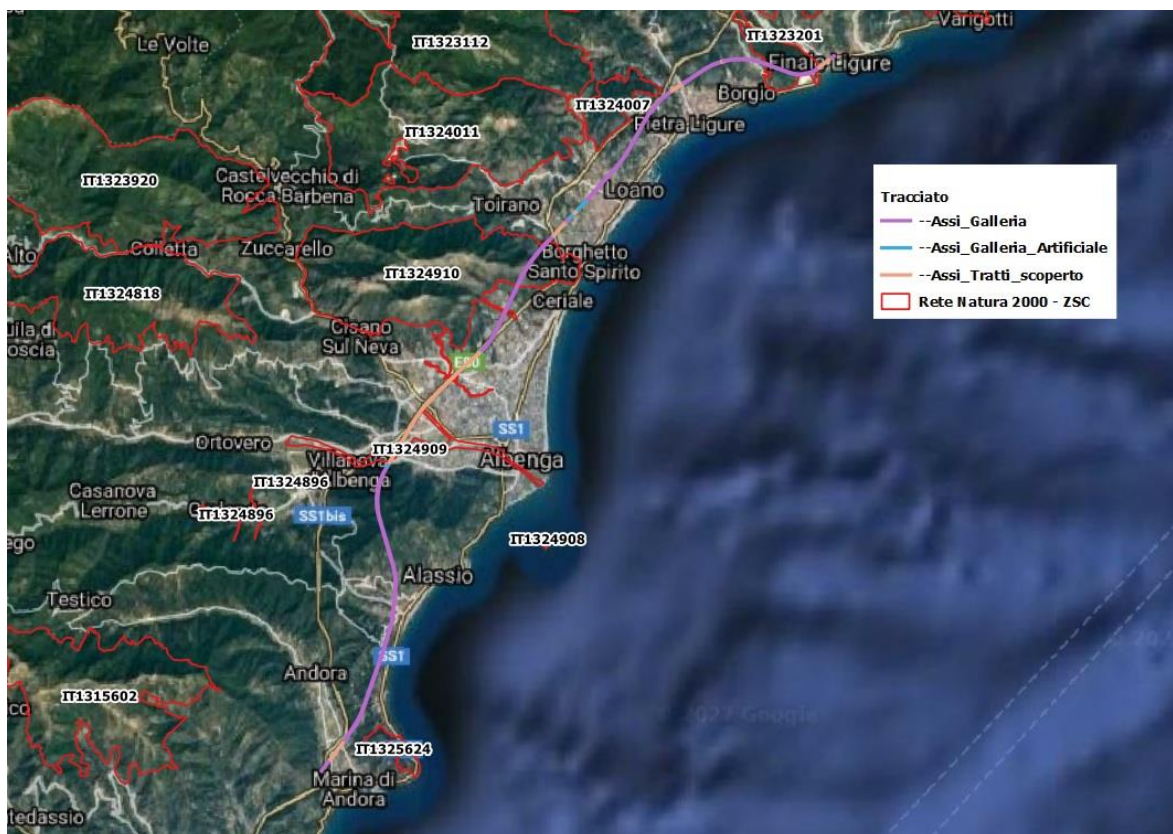 Le Volte
IT1323112
IT1323201
Varigotti
Finale Ligure
Borgio
IT1324007
Pietra Ligure
IT1324011
IT1323920
Castelvecchio di
Rocca Barbena
Toirano
Loano
Alto
Colletta
Zuccarello
Borghetto
Santo Spirito
IT1324910
Ceriale
IT1324818
Cisano
Sul Neva
E80
SS1
Ortovero
IT1324909
Villanova
Albenga
d'Albenga
IT1324896
Casanova
Lerrone
IT1324896
SS1bis
IT1324908
Alassio
Testico
SS1
Andora
IT1315602
IT1325624
Marina di
Andora
Tracciato
--Assi_Galleria
--Assi_Galleria_Artificiale
--Assi_Tratti_scoperto
Rete Natura 2000 - ZSC